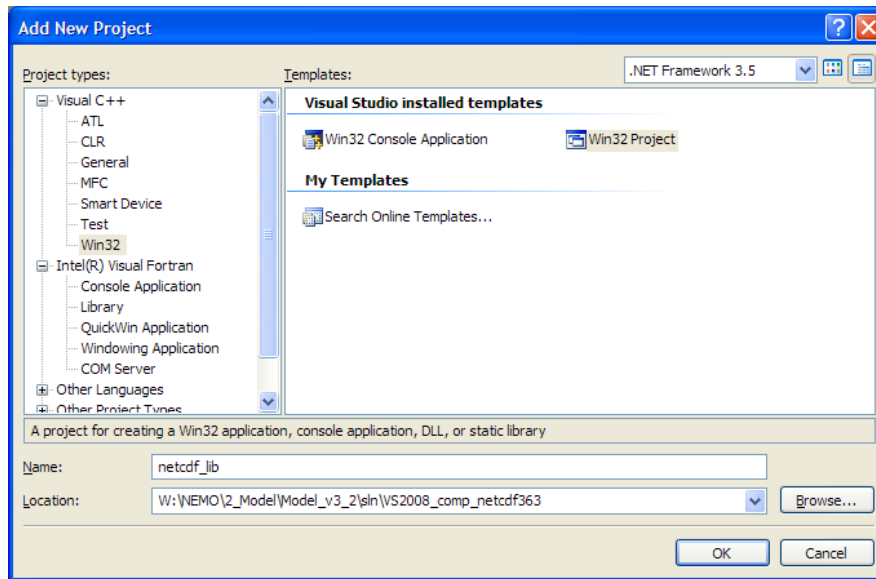 Add New Project
Project types:
Templates:
.NET Framework 3.5
Visual C++
ATL
CLR
General
MFC
Smart Device
Test
Win32
Intel(R) Visual Fortran
Console Application
Library
QuickWin Application
Windowing Application
COM Server
Other Languages
Other Project Types
Visual Studio installed templates
Win32 Console Application
Win32 Project
My Templates
Search Online Templates...
A project for creating a Win32 application, console application, DLL, or static library
Name:
netcdf_lib
Location:
W:\NEMO\2_Model\Model_v3_2\sln\VS2008_comp_netcdf363
Browse...
OK
Cancel